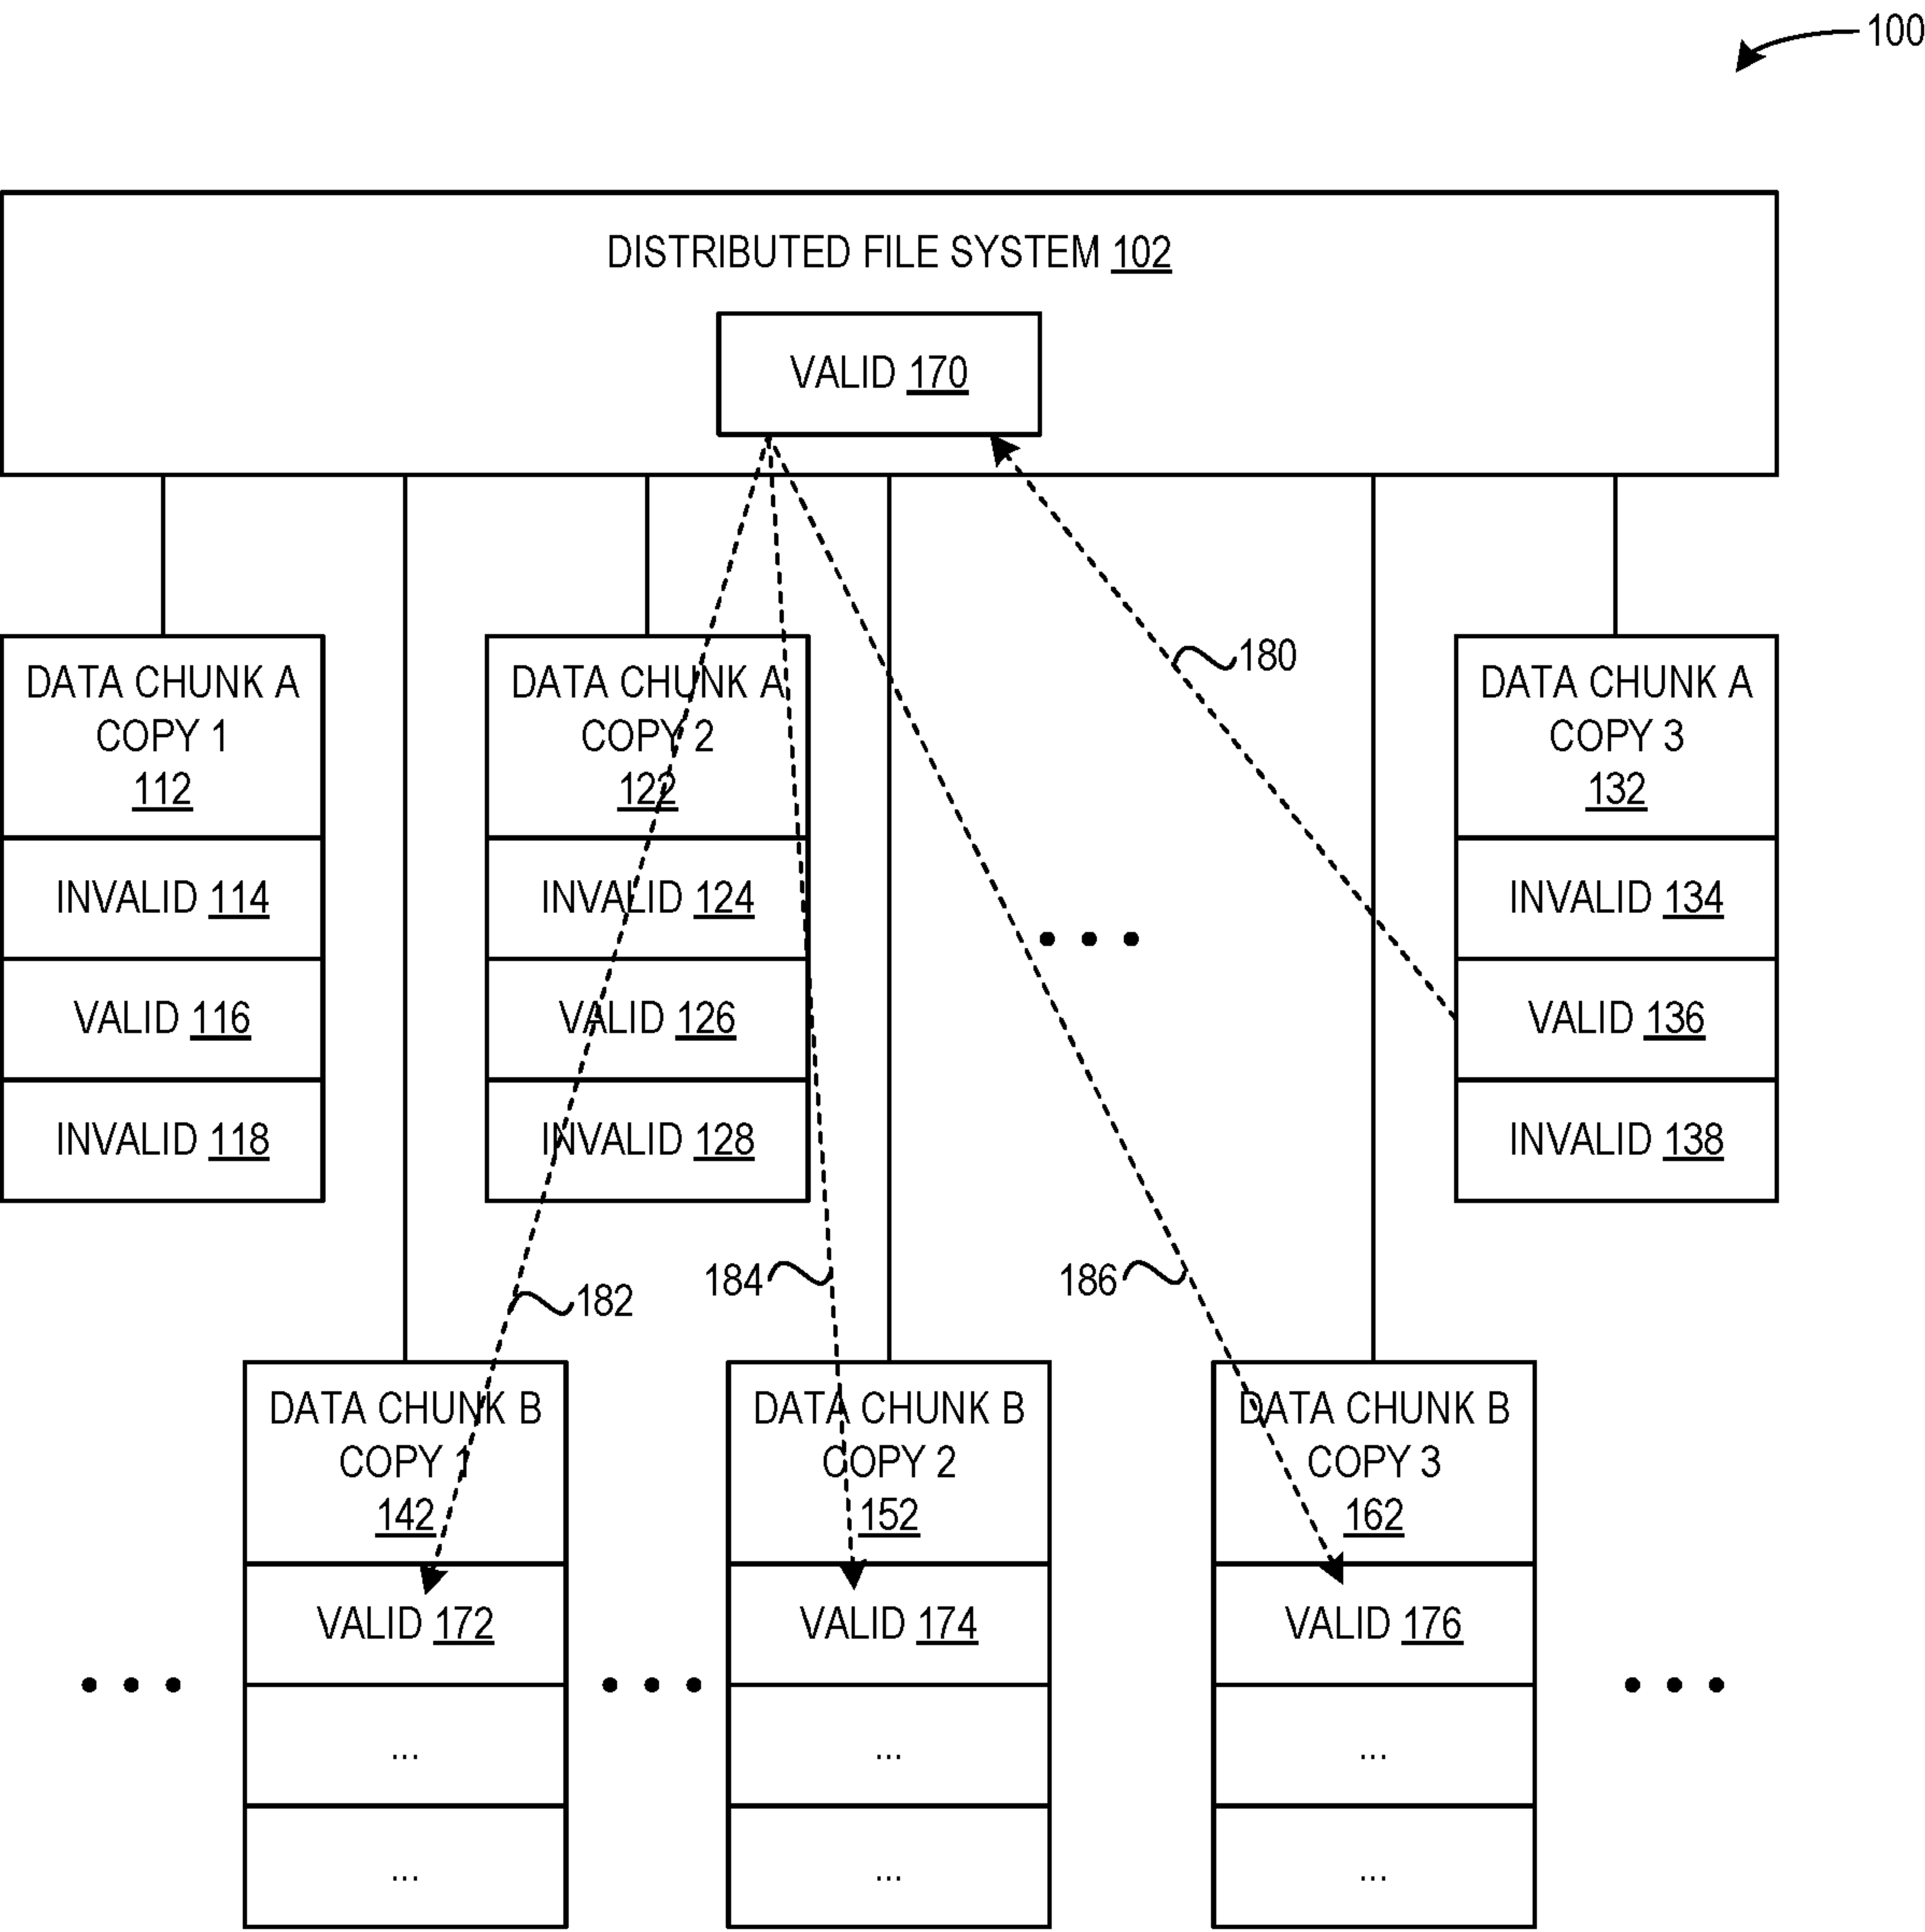 100
DISTRIBUTED FILE SYSTEM 102
VALID 170
180
DATA CHUNK A
COPY 1
112
INVALID 114
VALID 116
INVALID 118
DATA CHUNK A
COPY 2
122
INVALID 124
VALID 126
INVALID 128
• • •
DATA CHUNK A
COPY 3
132
INVALID 134
VALID 136
INVALID 138
182
184
186
• • •
DATA CHUNK B
COPY 1
142
VALID 172
...
...
• • •
DATA CHUNK B
COPY 2
152
VALID 174
...
...
DATA CHUNK B
COPY 3
162
VALID 176
...
...
• • •